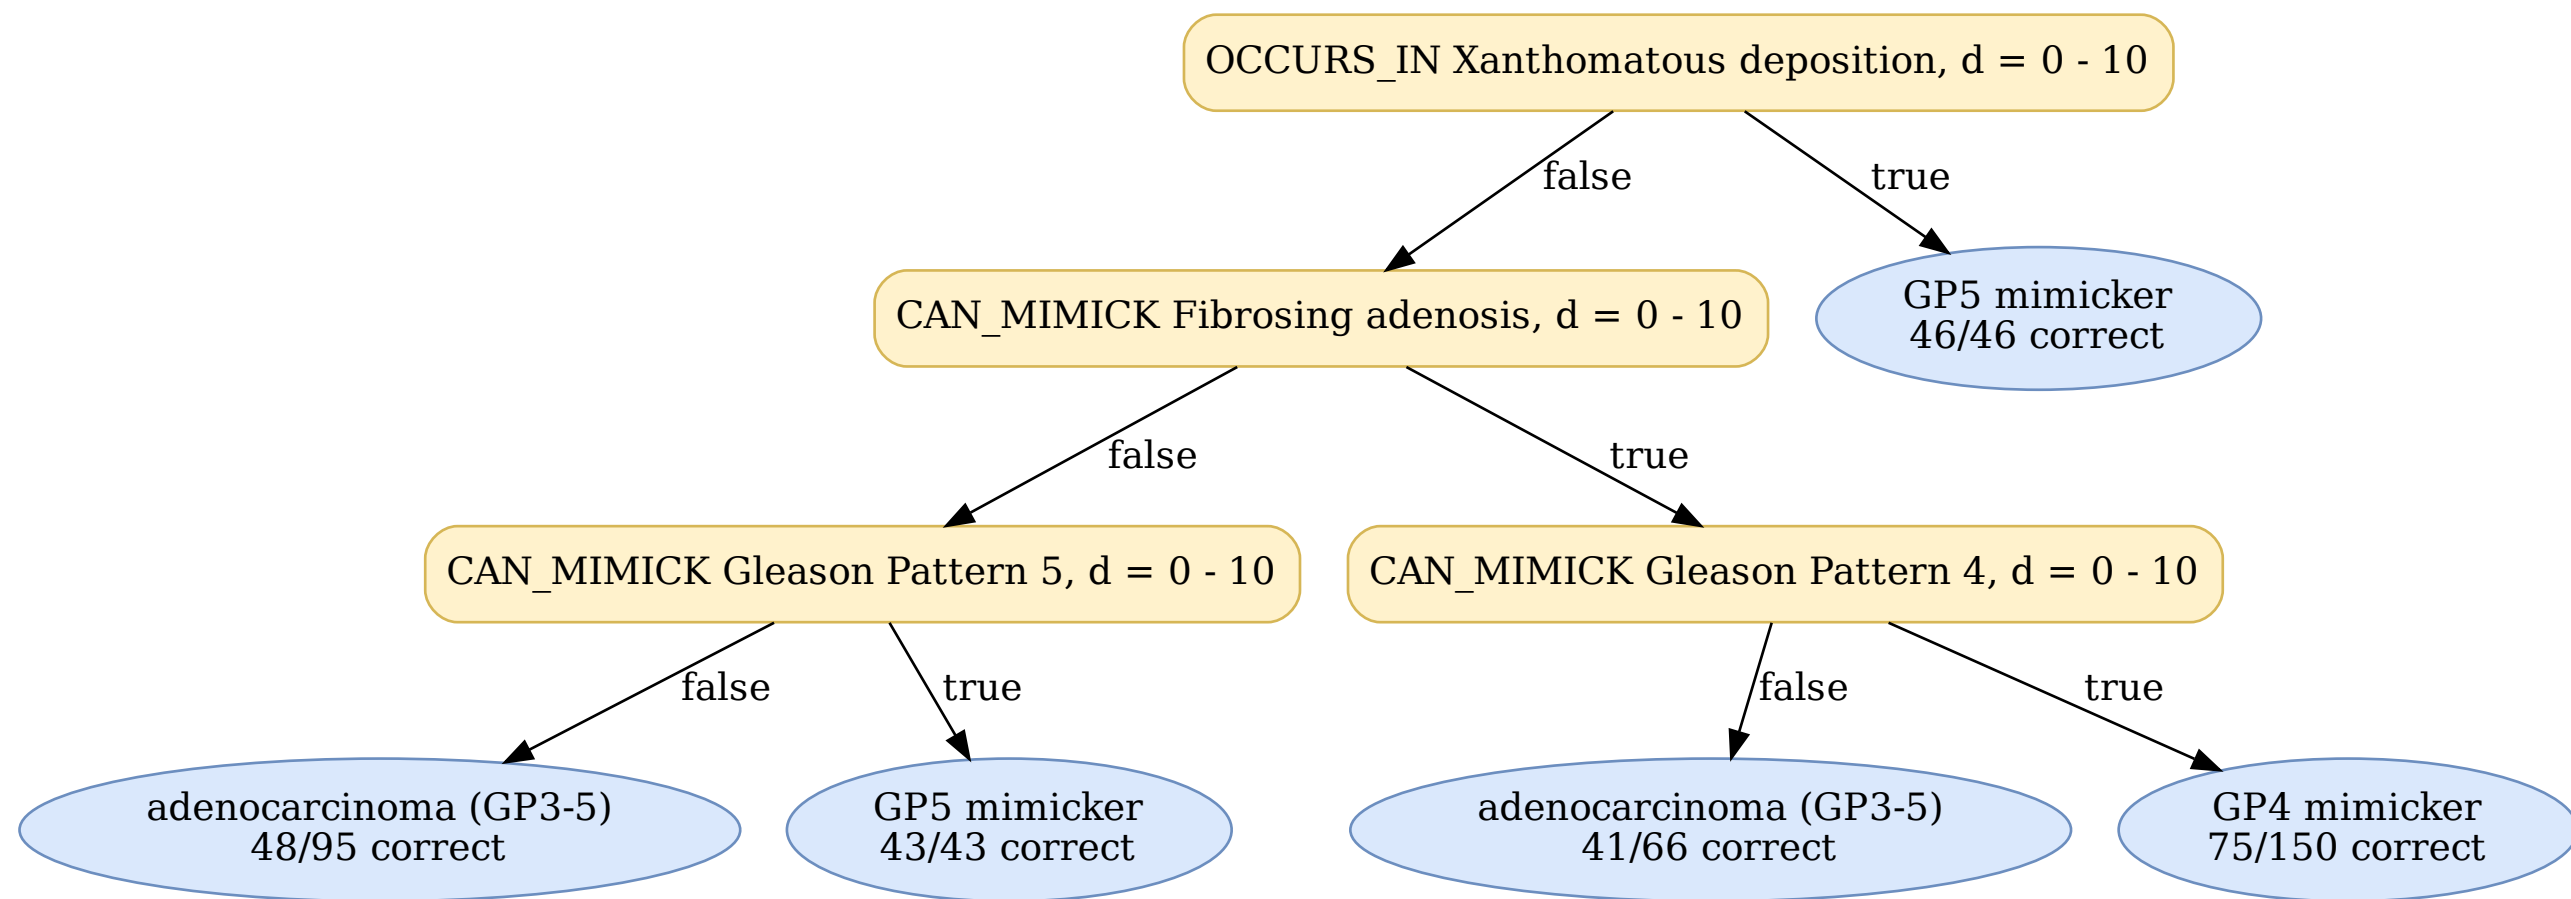 OCCURS_IN Xanthomatous deposition, d = 0 - 10
false
true
CAN_MIMICK Fibrosing adenosis, d = 0 - 10
GP5 mimicker
46/46 correct
false
true
CAN_MIMICK Gleason Pattern 5, d = 0 - 10
CAN_MIMICK Gleason Pattern 4, d = 0 - 10
false
true
false
true
adenocarcinoma (GP3-5)
48/95 correct
GP5 mimicker
43/43 correct
adenocarcinoma (GP3-5)
41/66 correct
GP4 mimicker
75/150 correct